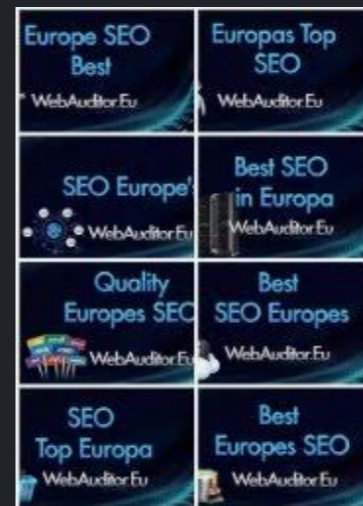 Europe SEO
Best
WebAuditor.Eu
Europas Top
SEO
WebAuditor.Eu
SEO Europe's
WebAuditor.Eu
Best SEO
in Europa
WebAuditor.Eu
Quality
Europes SEO
WebAuditor.Eu
Best
SEO Europes
WebAuditor.Eu
SEO
Top Europa
WebAuditor.Eu
Best
Europes SEO
WebAuditor.Eu